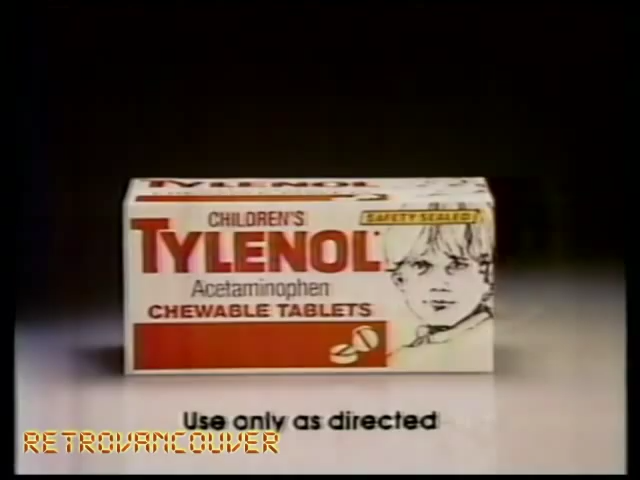 TYLENOL
CHILDREN'S
SAFETY SEALED
TYLENOL
Acetaminophen
CHEWABLE TABLETS
Use only as directed
RETROVANCOUVER